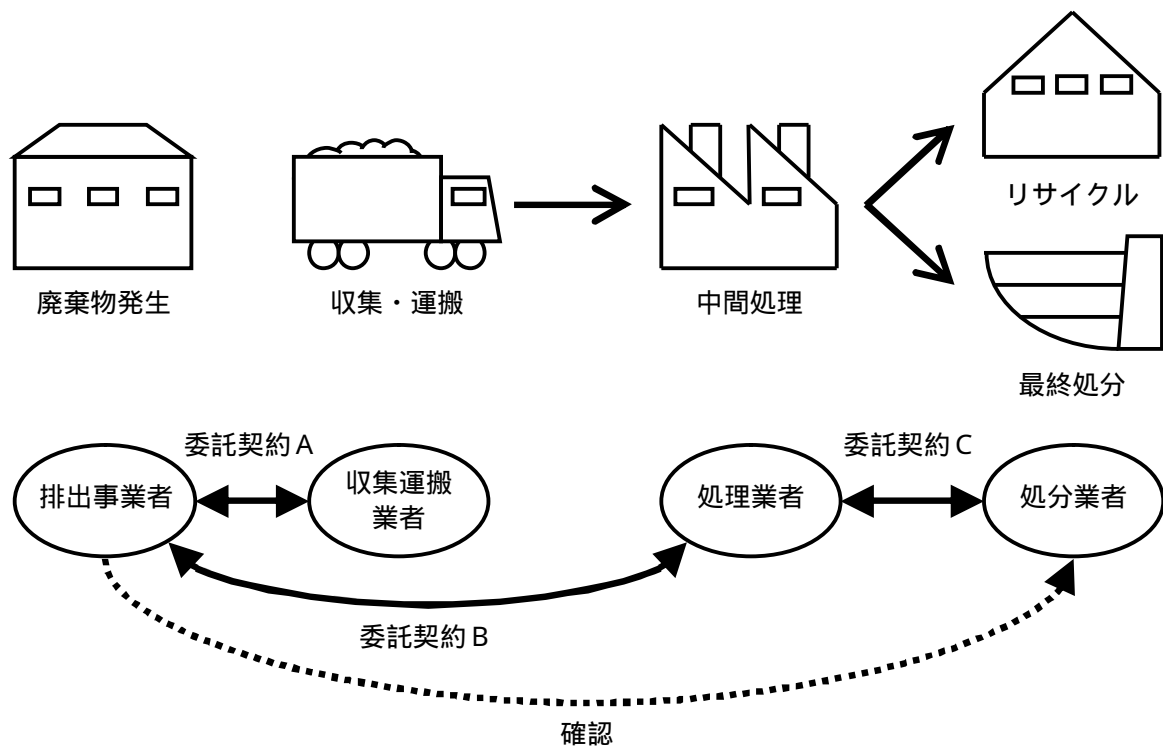 リサイクル
廃棄物発生
収集・運搬
中間処理
最終処分
委託契約A
委託契約C
排出事業者
収集運搬
業者
処理業者
処分業者
委託契約B
確認